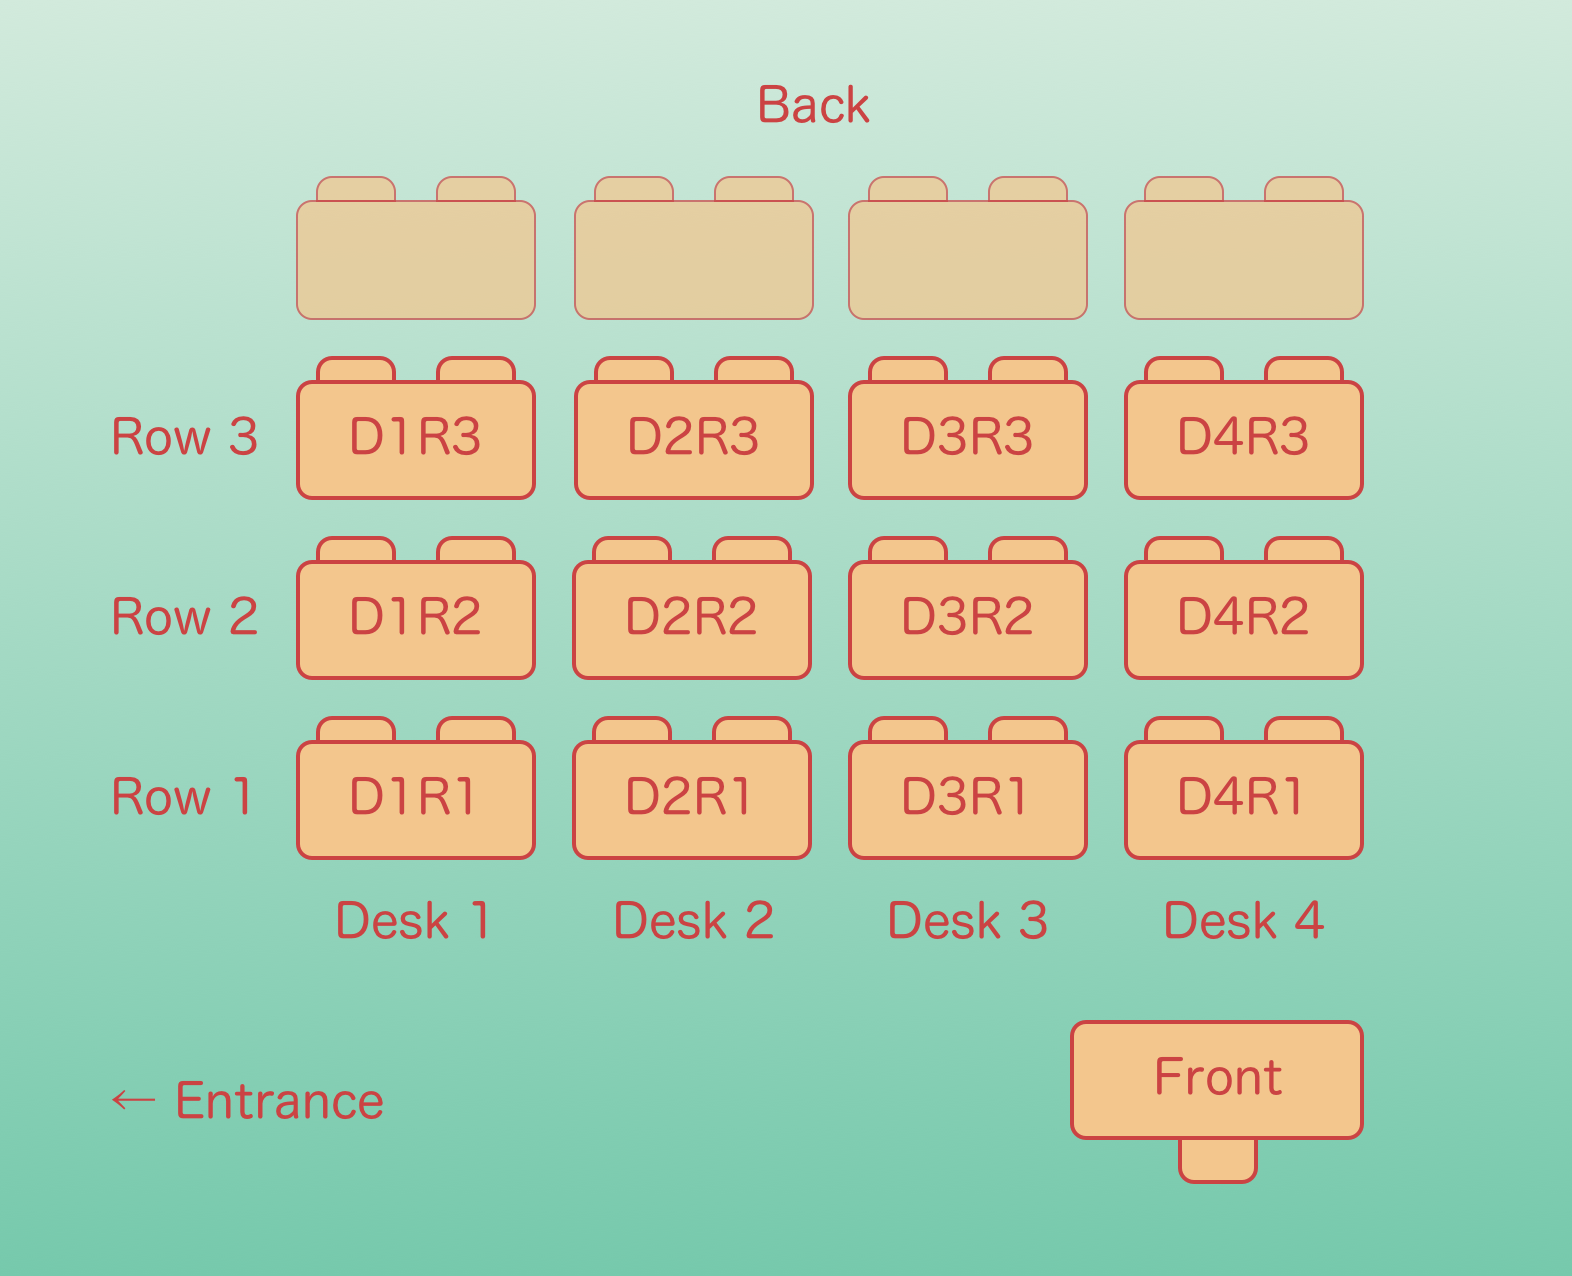 Back
Row 3 D1R3 D2R3 D3R3 D4R3
Row 2 D1R2 D2R2 D3R2 D4R2
Row 1 D1R1 D2R1 D3R1 D4R1
Desk 1 Desk 2 Desk 3 Desk 4
Front
← Entrance